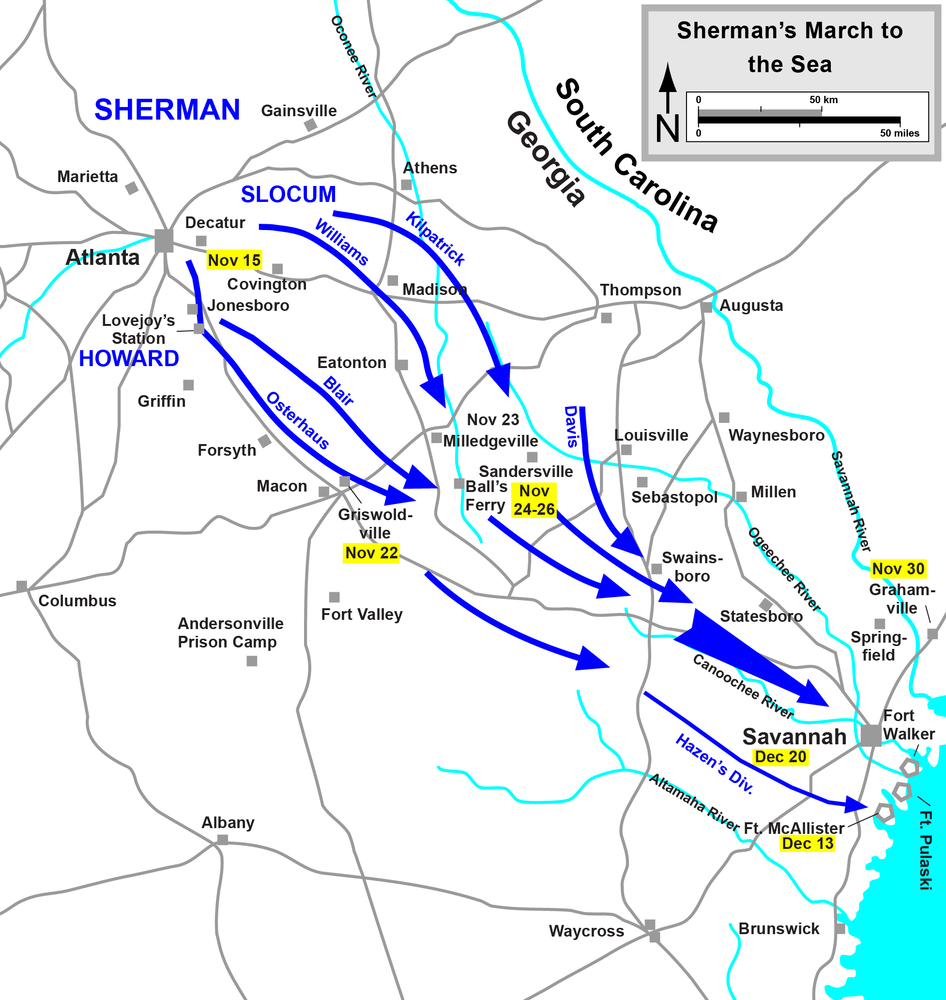 Sherman’s March to
the Sea
0
50 km
N
0
50 miles
Oconee River
South Carolina
Georgia
SHERMAN
Gainsville
Marietta
Athens
SLOCUM
Decatur
Kilpatrick
Williams
Atlanta
Nov 15
Covington
Madison
Thompson
Augusta
Jonesboro
Lovejoy’s
Station
HOWARD
Eatonton
Blair
Griffin
Osterhaus
Nov 23
Davis
Milledgeville
Louisville
Waynesboro
Forsyth
Sandersville
Savannah River
Macon
Ball’s
Ferry
Nov
24-26
Sebastopol
Millen
Griswold-
ville
Nov 22
Ogeechee River
Swains-
boro
Nov 30
Graham-
ville
Columbus
Fort Valley
Statesboro
Andersonville
Prison Camp
Spring-
field
Canoochee River
Fort
Walker
Savannah
Dec 20
Hazen’s Div.
Altamaha River
Ft. McAllister
Dec 13
Ft. Pulaski
Albany
Waycross
Brunswick